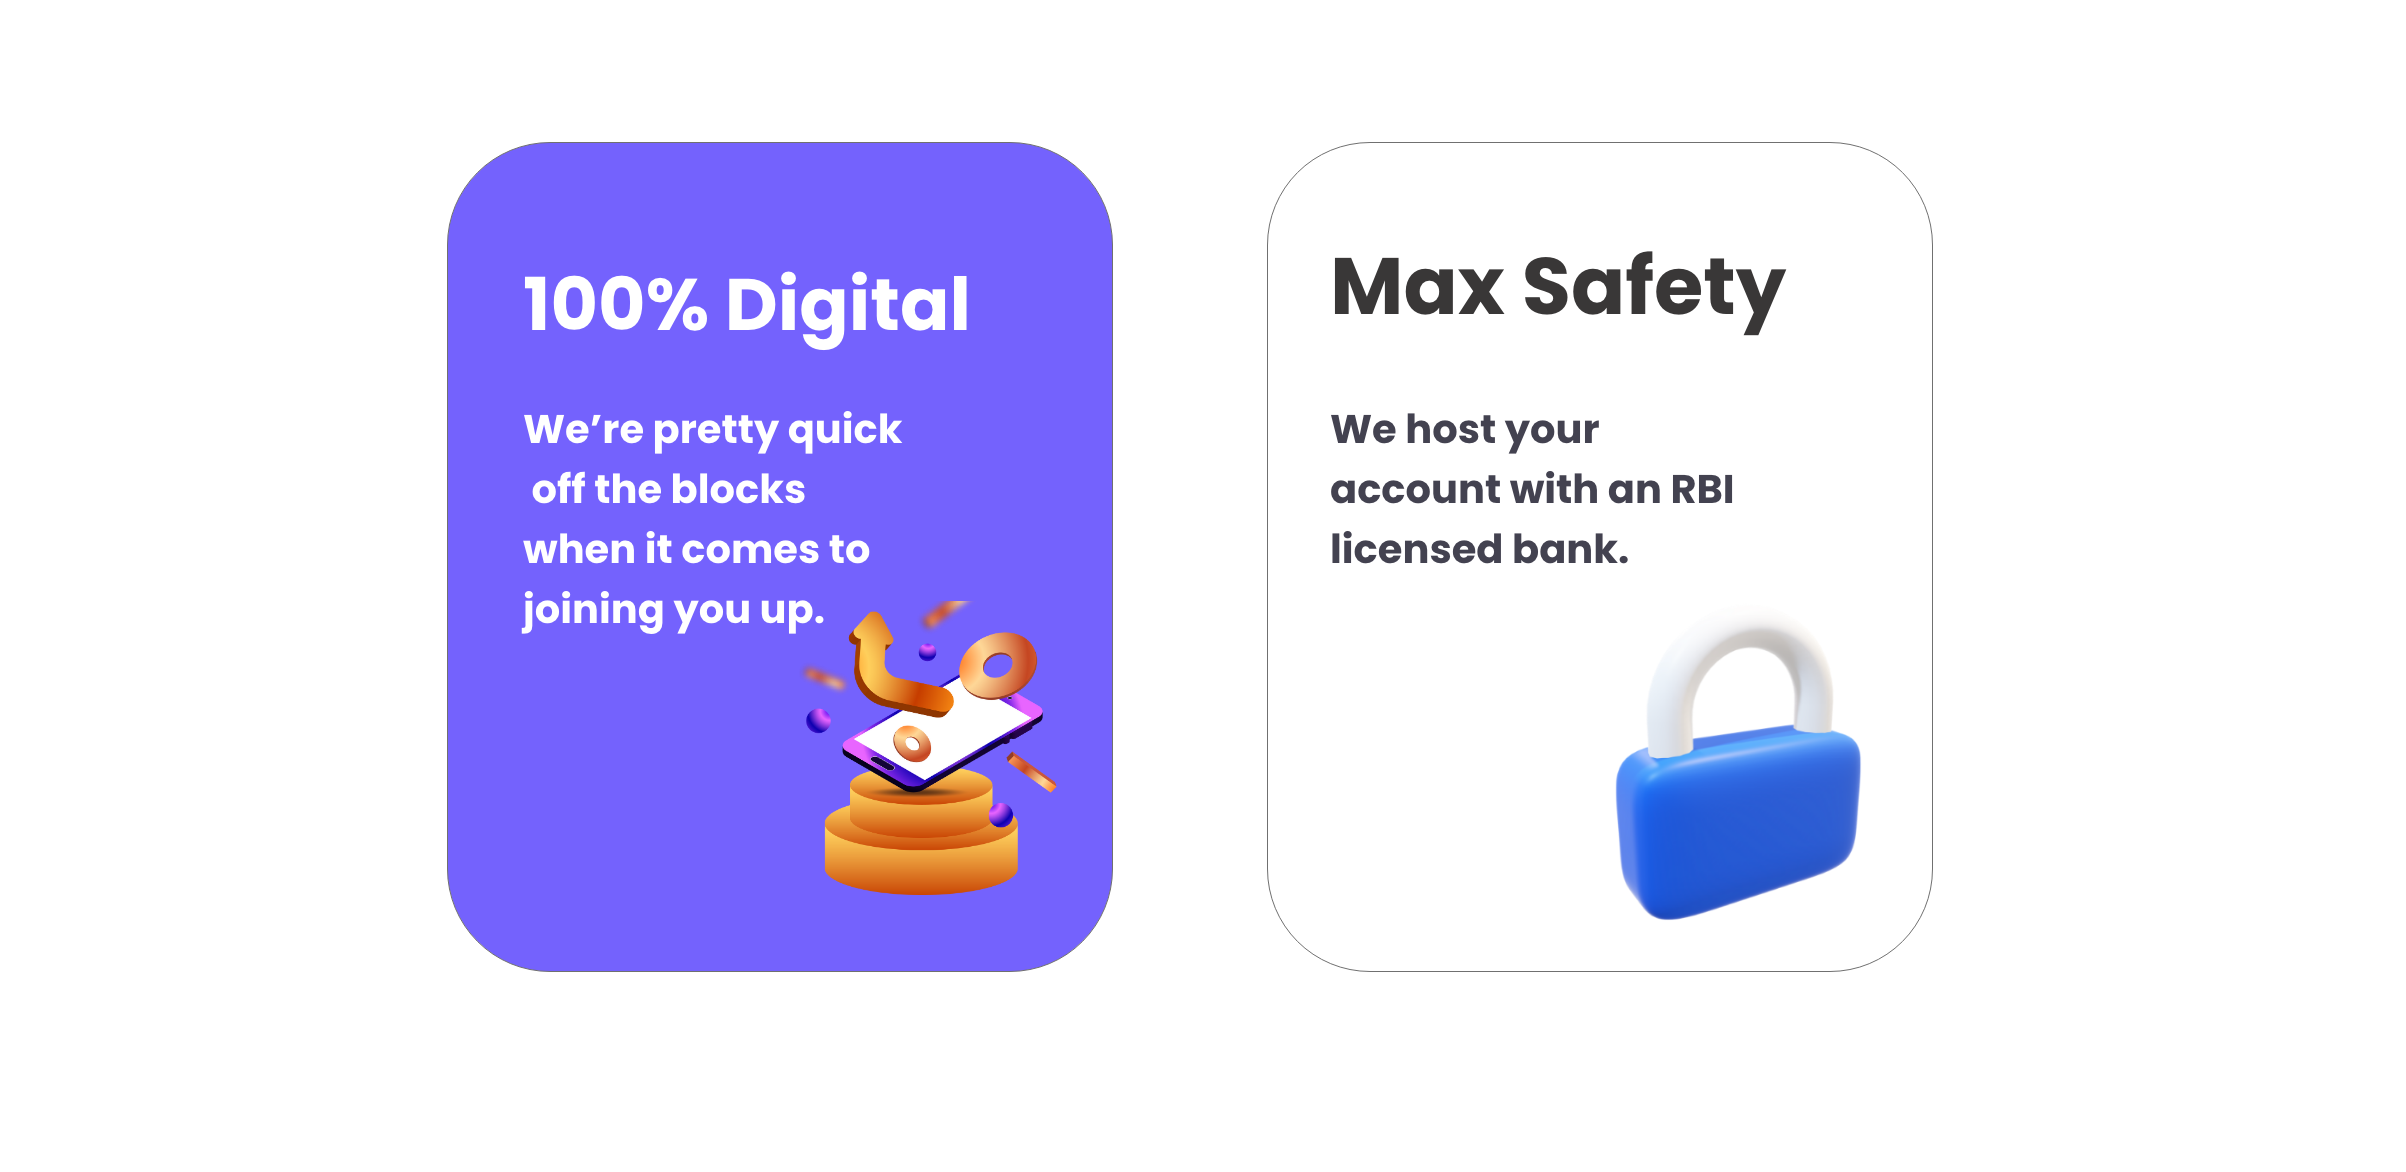 100% Digital
We’re pretty quick
off the blocks
when it comes to
joining you up.
Max Safety
We host your
account with an RBI
licensed bank.